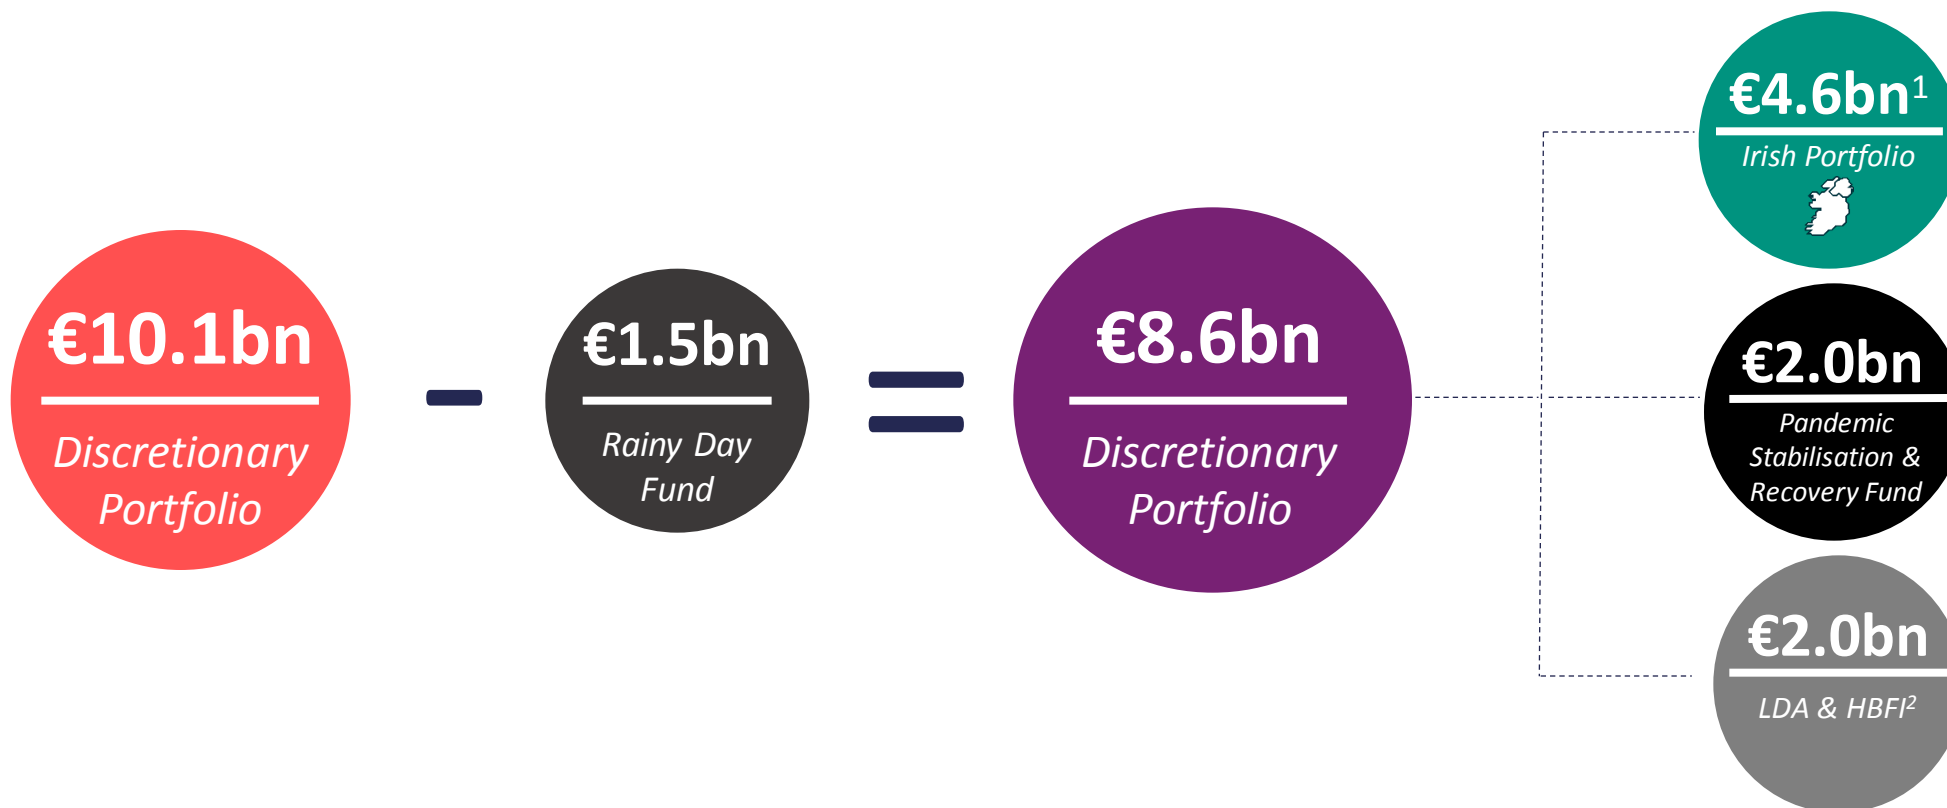 €10.1bn
Discretionary
Portfolio
-
€1.5bn
Rainy Day
Fund
=
€8.6bn
Discretionary
Portfolio
€4.6bn¹
Irish Portfolio
€2.0bn
Pandemic
Stabilisation &
Recovery Fund
€2.0bn
LDA & HBFI²